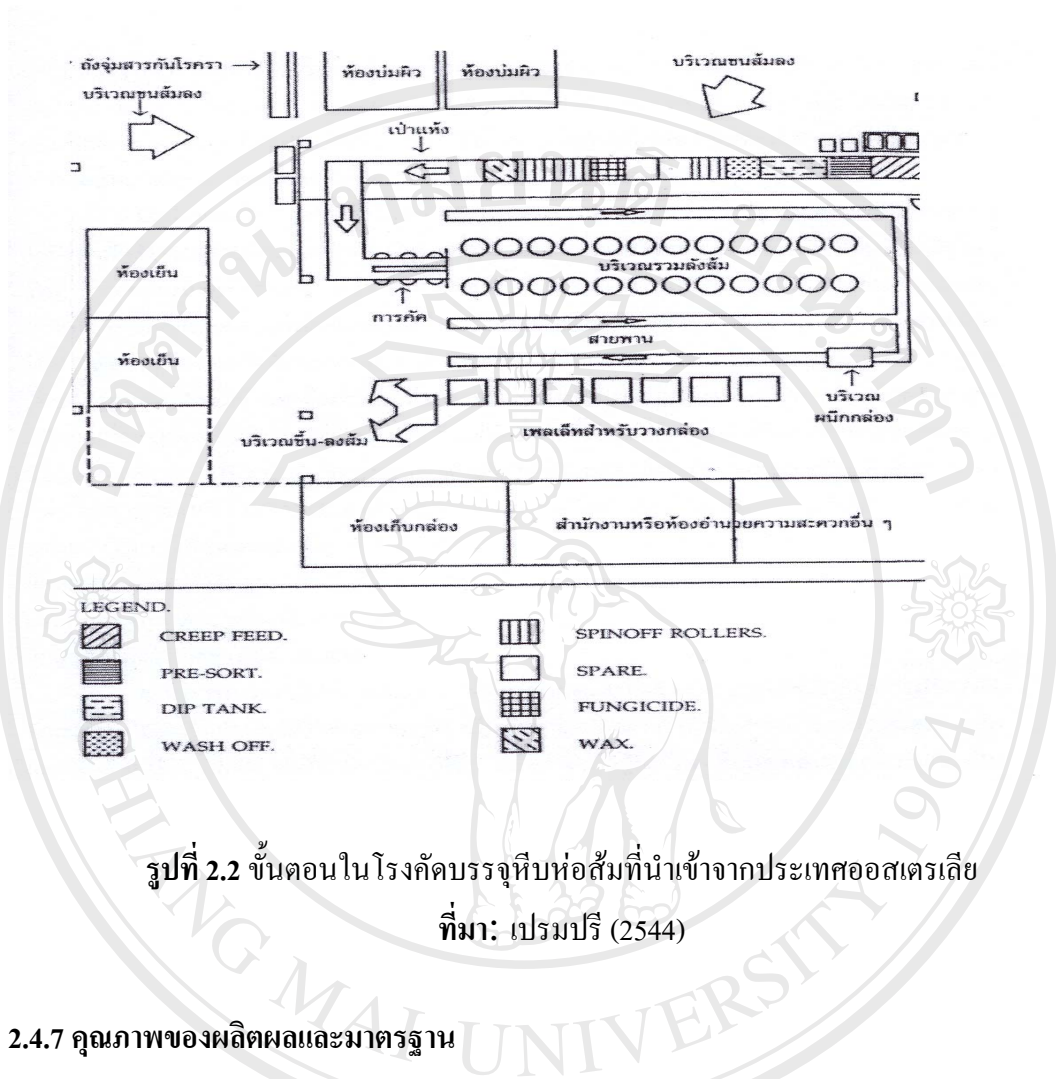 ถังจุ่มสารกันโรครา
บริเวณขนส้มลง
ห้องบ่มผิว
ห้องบ่มผิว
บริเวณขนส้มลง
เป่าแห้ง
ห้องเย็น
บริเวณรวมลังส้ม
การคัด
สายพาน
ห้องเย็น
บริเวณ
ผนึกกล่อง
บริเวณขึ้น-ลงส้ม
เพลเล็ทสำหรับวางกล่อง
ห้องเก็บกล่อง
สำนักงานหรือห้องอำนวยความสะดวกอื่น ๆ
LEGEND.
CREEP FEED.
SPINOFF ROLLERS.
PRE-SORT.
SPARE.
DIP TANK.
FUNGICIDE.
WASH OFF.
WAX.
รูปที่ 2.2 ขั้นตอนในโรงคัดบรรจุหีบห่อส้มที่นำเข้าจากประเทศออสเตรเลีย
ที่มา: เปรมปรี (2544)
2.4.7 คุณภาพของผลิตผลและมาตรฐาน
CHIANG MAI UNIVERSITY 1964